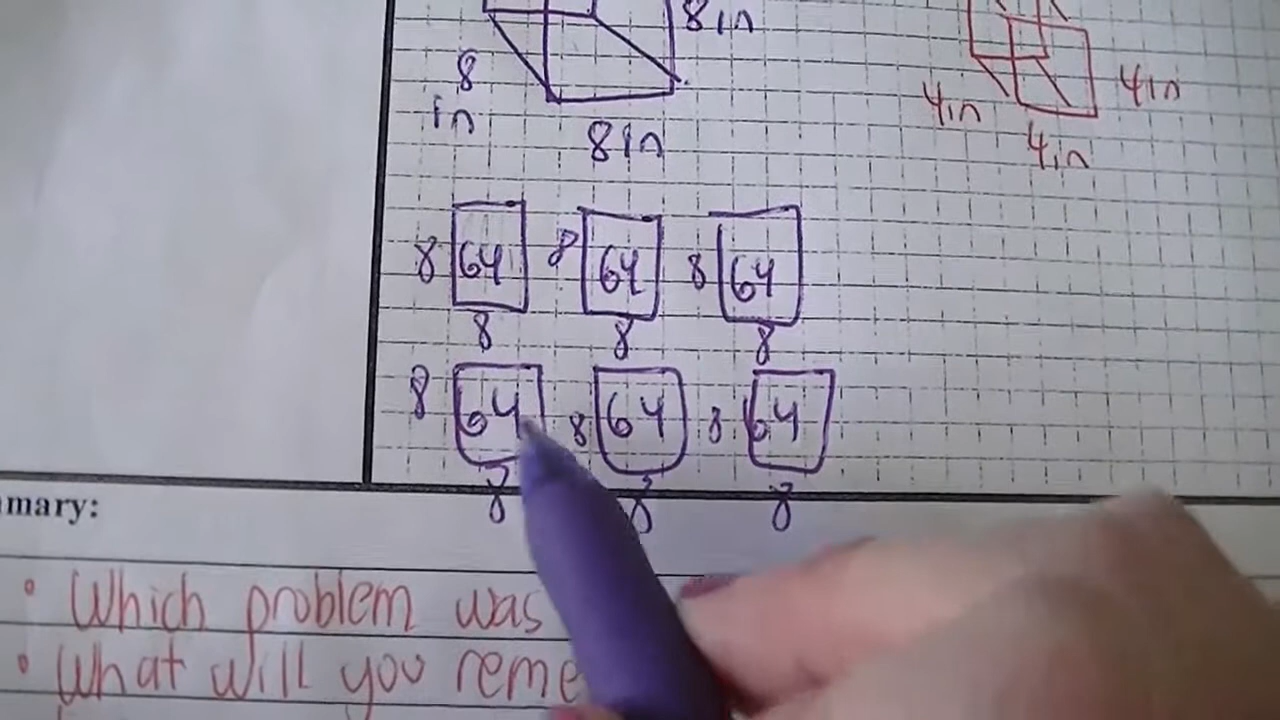 8in
8
in
8in
4in
4in
4in
8 64 8 64 8 64
8 8 8
8 64 8 64 8 64
8 8 8
mary:
• Which problem was
• What will you reme